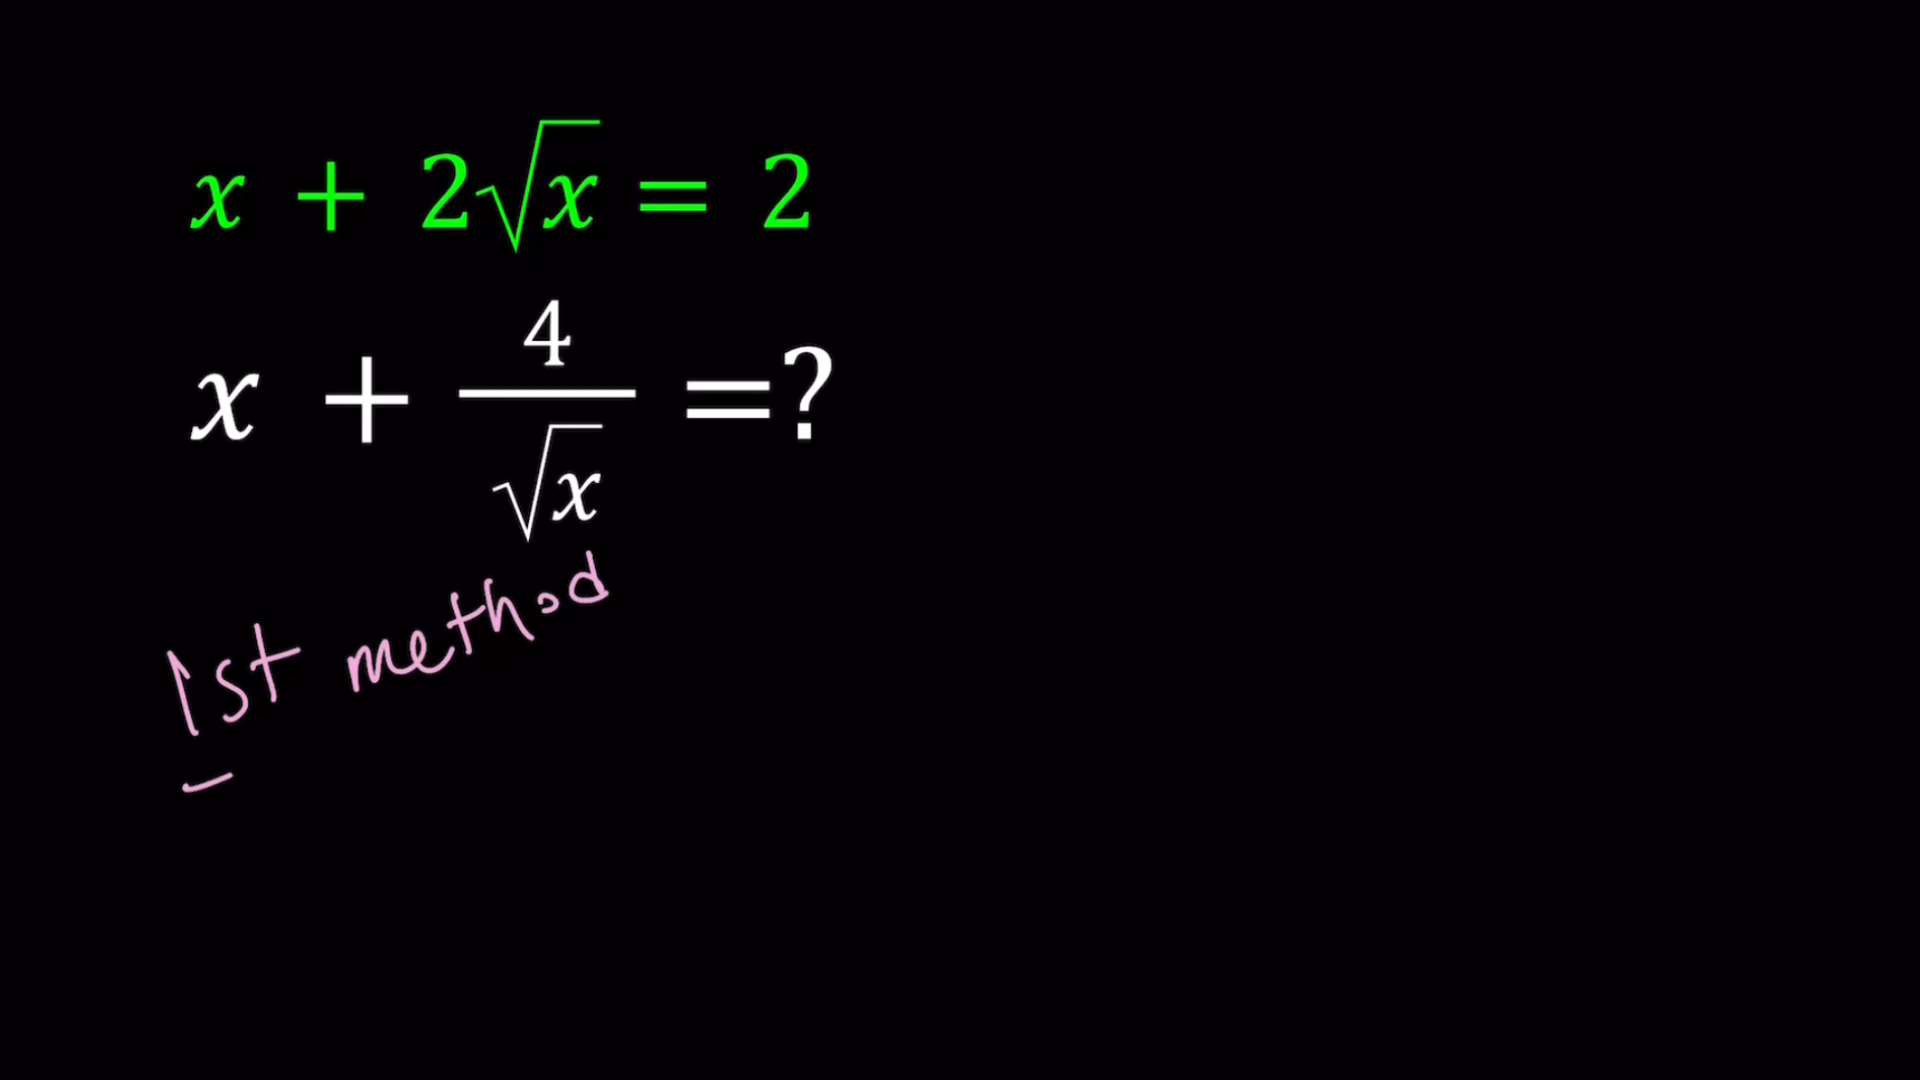 x + 2√x = 2
x + 4/√x =?
1st method